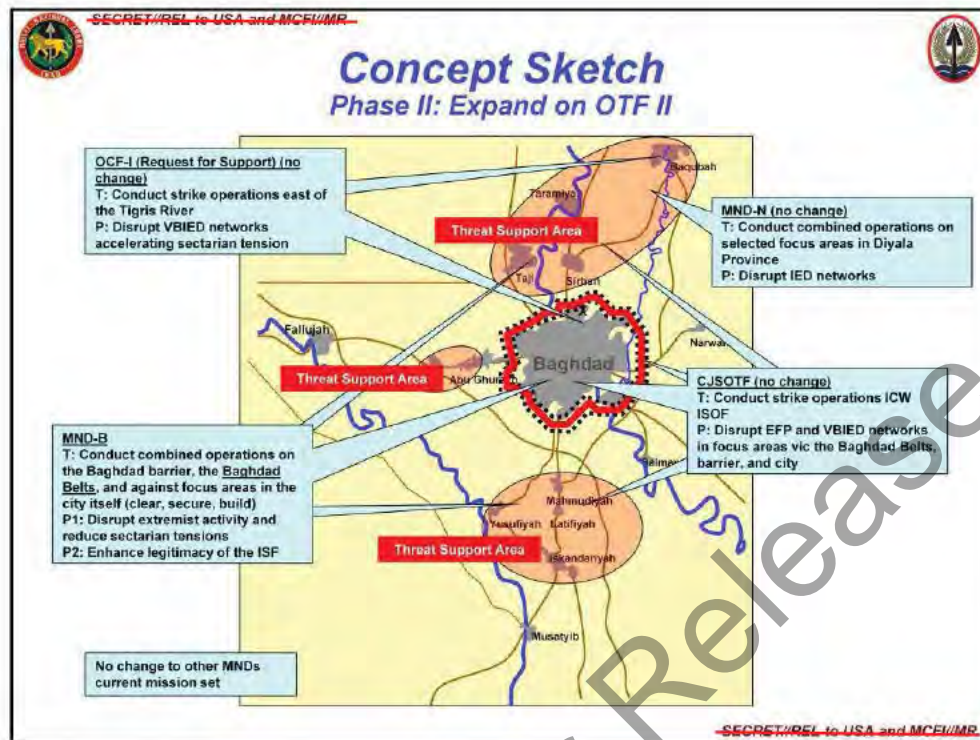 SECRET//REL to USA and MCFI//MR
Concept Sketch
Phase II: Expand on OTF II
OCF-I (Request for Support) (no
change)
T: Conduct strike operations east of
the Tigris River
P: Disrupt VBIED networks
accelerating sectarian tension
Baqubah
Taramiya
Threat Support Area
MND-N (no change)
T: Conduct combined operations on
selected focus areas in Diyala
Province
P: Disrupt IED networks
Taji
Fallujah
Baghdad
Threat Support Area
CJSOTF (no change)
T: Conduct strike operations ICW
ISOF
P: Disrupt EFP and VBIED networks
in focus areas vic the Baghdad Belts,
barrier, and city
MND-B
T: Conduct combined operations on
the Baghdad barrier, the Baghdad
Belts, and against focus areas in the
city itself (clear, secure, build)
P1: Disrupt extremist activity and
reduce sectarian tensions
P2: Enhance legitimacy of the ISF
Mahmudiyah
Yusufiyah Latifiyah
Threat Support Area
Iskandariyah
Musatyib
No change to other MNDs
current mission set
SECRET//REL to USA and MCFI//MR
Release